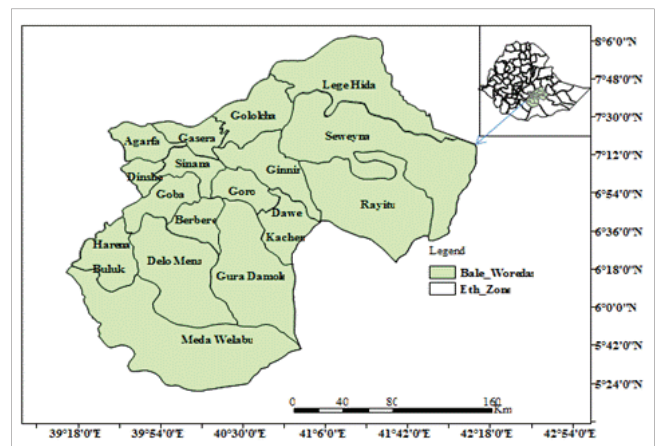 8°6'0"N
7°48'0"N
7°30'0"N
7°12'0"N
6°54'0"N
6°36'0"N
6°18'0"N
6°0'0"N
5°42'0"N
5°24'0"N
Lege Hida
Gololcha
Seweyna
Agarfa
Gasera
Sinana
Ginnir
Dinsho
Goba
Goro
Rayitu
Berbere
Dawe
Kachen
Harena
Buluk
Delo Mena
Gura Damole
Meda Welabu
Legend
Bale_Woredas
Eth_Zone
0 40 80 160
Km
39°18'0"E 39°54'0"E 40°30'0"E 41°6'0"E 41°42'0"E 42°18'0"E 42°54'0"E